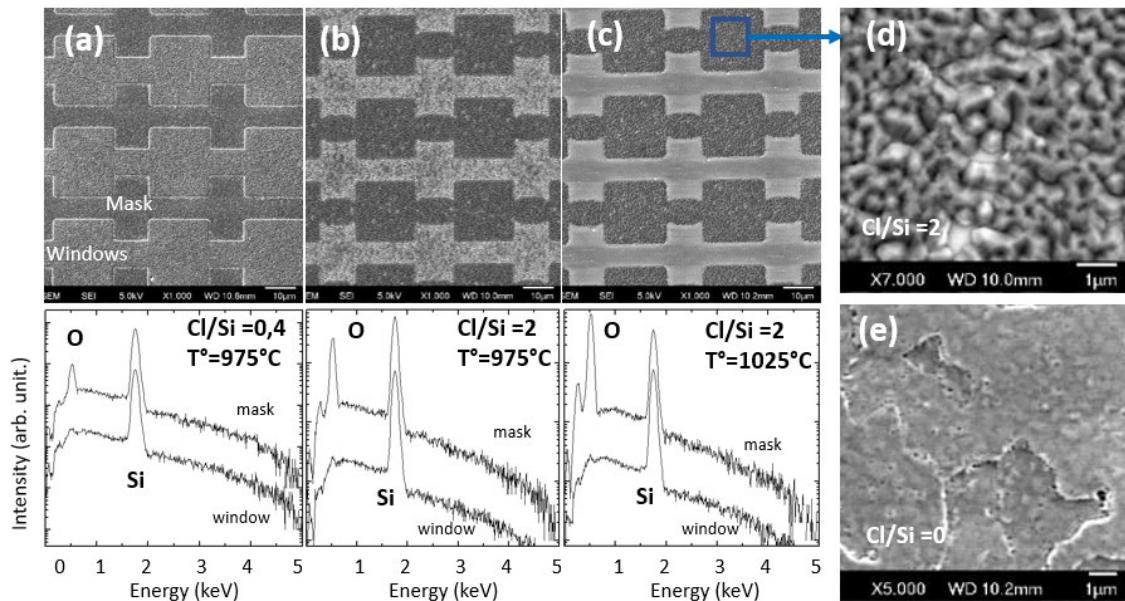 (a)
Mask
Windows
SEM SEI 5.0kV X1.000 WD 10.6mm 10μm
(b)
SEM SEI 5.0kV X1.000 WD 10.0mm 10μm
(c)
SEM SEI 5.0kV X1.000 WD 10.2mm 10μm
(d)
Cl/Si =2
X7.000 WD 10.0mm 1μm
(e)
Cl/Si =0
X5.000 WD 10.2mm 1μm
Intensity (arb. unit.)
O
Cl/Si =0,4
T°=975°C
mask
Si
window
0 1 2 3 4 5
Energy (keV)
O
Cl/Si =2
T°=975°C
mask
Si
window
0 1 2 3 4 5
Energy (keV)
O
Cl/Si =2
T°=1025°C
mask
Si
window
0 1 2 3 4 5
Energy (keV)